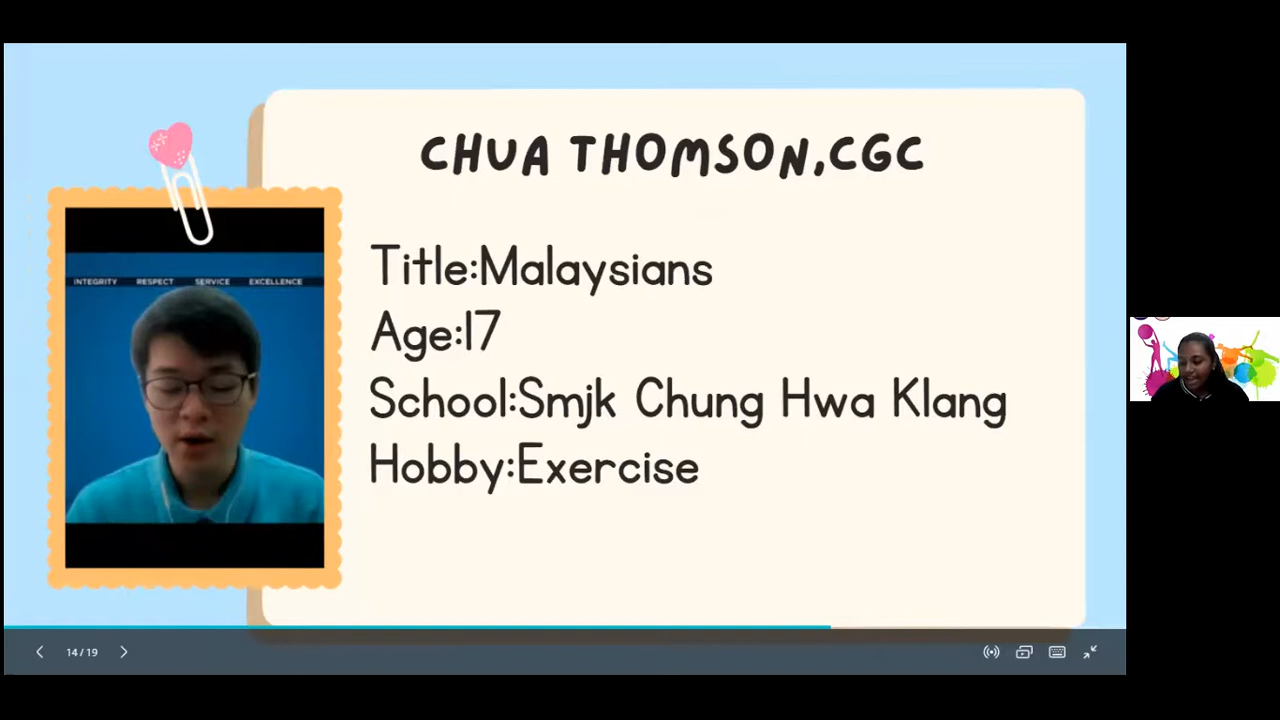 CHUA THOMSON,CGC
INTEGRITY RESPECT SERVICE EXCELLENCE
Title:Malaysians
Age:17
School:Smjk Chung Hwa Klang
Hobby:Exercise
14 / 19